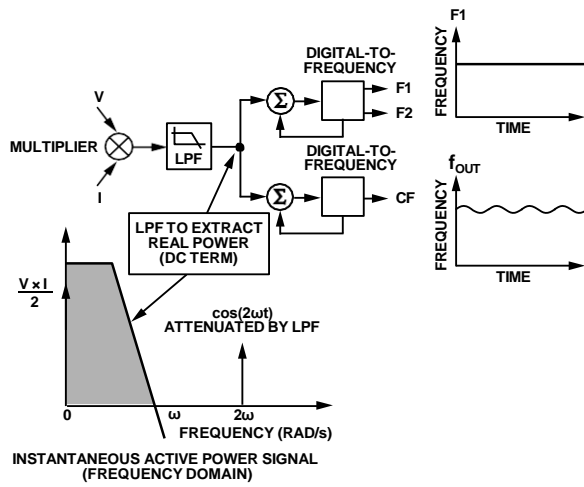 V
I
MULTIPLIER
LPF
DIGITAL-TO-
FREQUENCY
Σ
F1
F2
DIGITAL-TO-
FREQUENCY
Σ
CF
F1
FREQUENCY
TIME
fOUT
FREQUENCY
TIME
LPF TO EXTRACT
REAL POWER
(DC TERM)
V × I
2
cos(2ωt)
ATTENUATED BY LPF
0
ω
2ω
FREQUENCY (RAD/s)
INSTANTANEOUS ACTIVE POWER SIGNAL
(FREQUENCY DOMAIN)